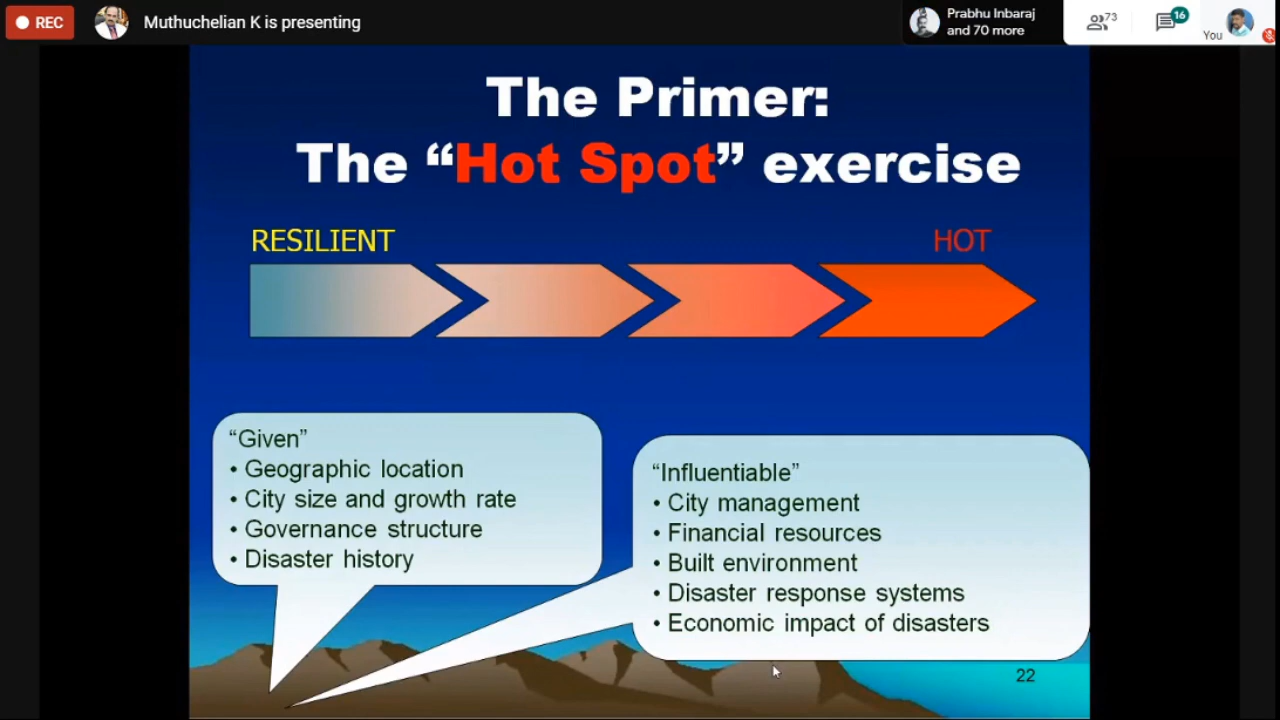 REC
Muthuchelian K is presenting
Prabhu Inbaraj
and 70 more
73
16
You
The Primer:
The “Hot Spot” exercise
RESILIENT
HOT
“Given”
• Geographic location
• City size and growth rate
• Governance structure
• Disaster history
“Influentiable”
• City management
• Financial resources
• Built environment
• Disaster response systems
• Economic impact of disasters
22